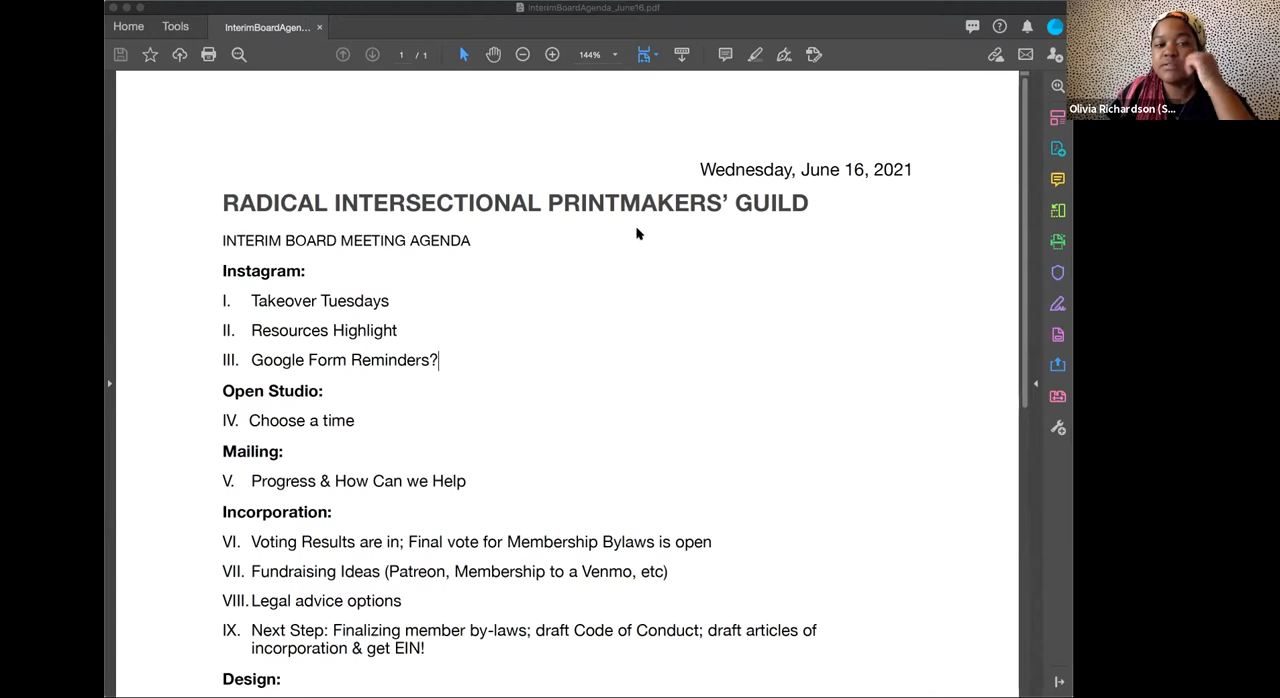 InterimBoardAgenda_June16.pdf
Home
Tools
InterimBoardAgen... ×
1 / 1
144%
Olivia Richardson (S...
Wednesday, June 16, 2021
RADICAL INTERSECTIONAL PRINTMAKERS’ GUILD
INTERIM BOARD MEETING AGENDA
Instagram:
I. Takeover Tuesdays
II. Resources Highlight
III. Google Form Reminders?
Open Studio:
IV. Choose a time
Mailing:
V. Progress & How Can we Help
Incorporation:
VI. Voting Results are in; Final vote for Membership Bylaws is open
VII. Fundraising Ideas (Patreon, Membership to a Venmo, etc)
VIII. Legal advice options
IX. Next Step: Finalizing member by-laws; draft Code of Conduct; draft articles of
incorporation & get EIN!
Design: